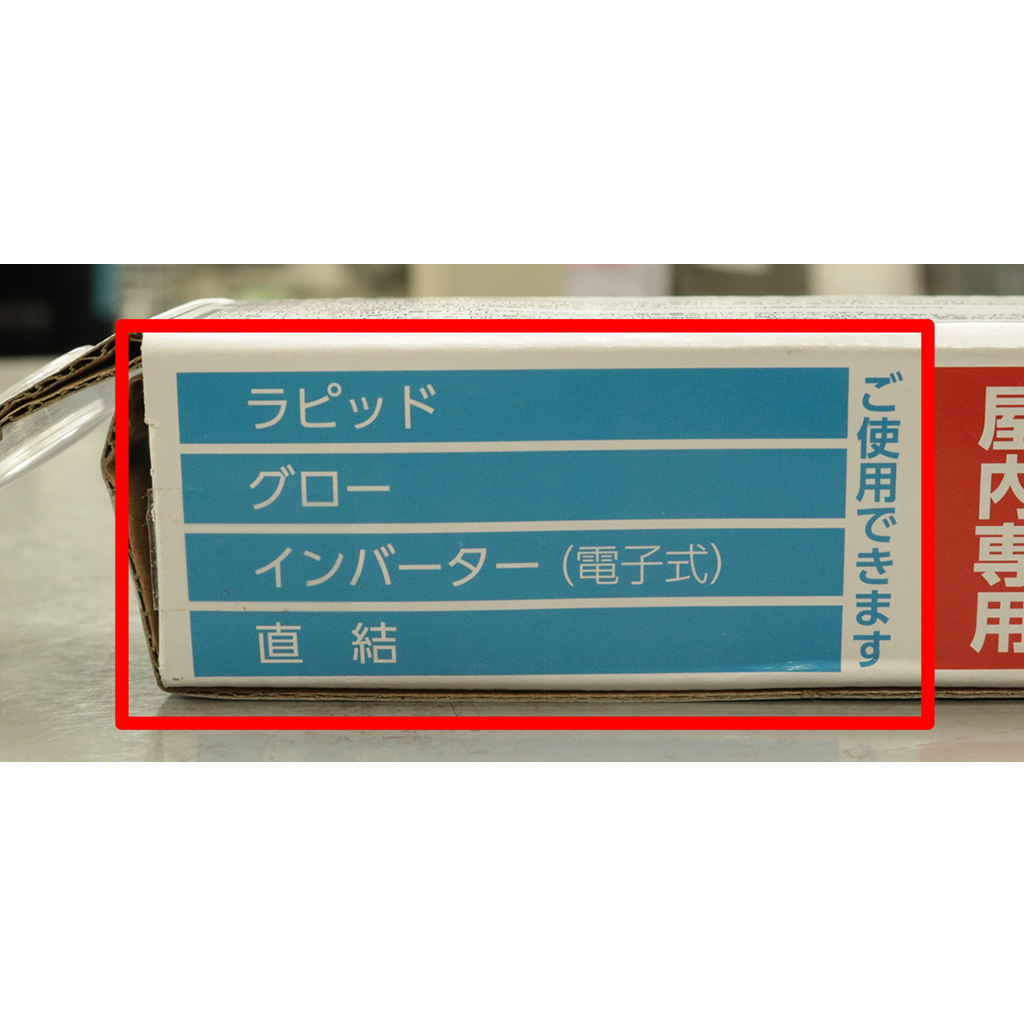 ラピッド
グロー
インバーター（電子式）
直　結
ご使用できます
屋内専用